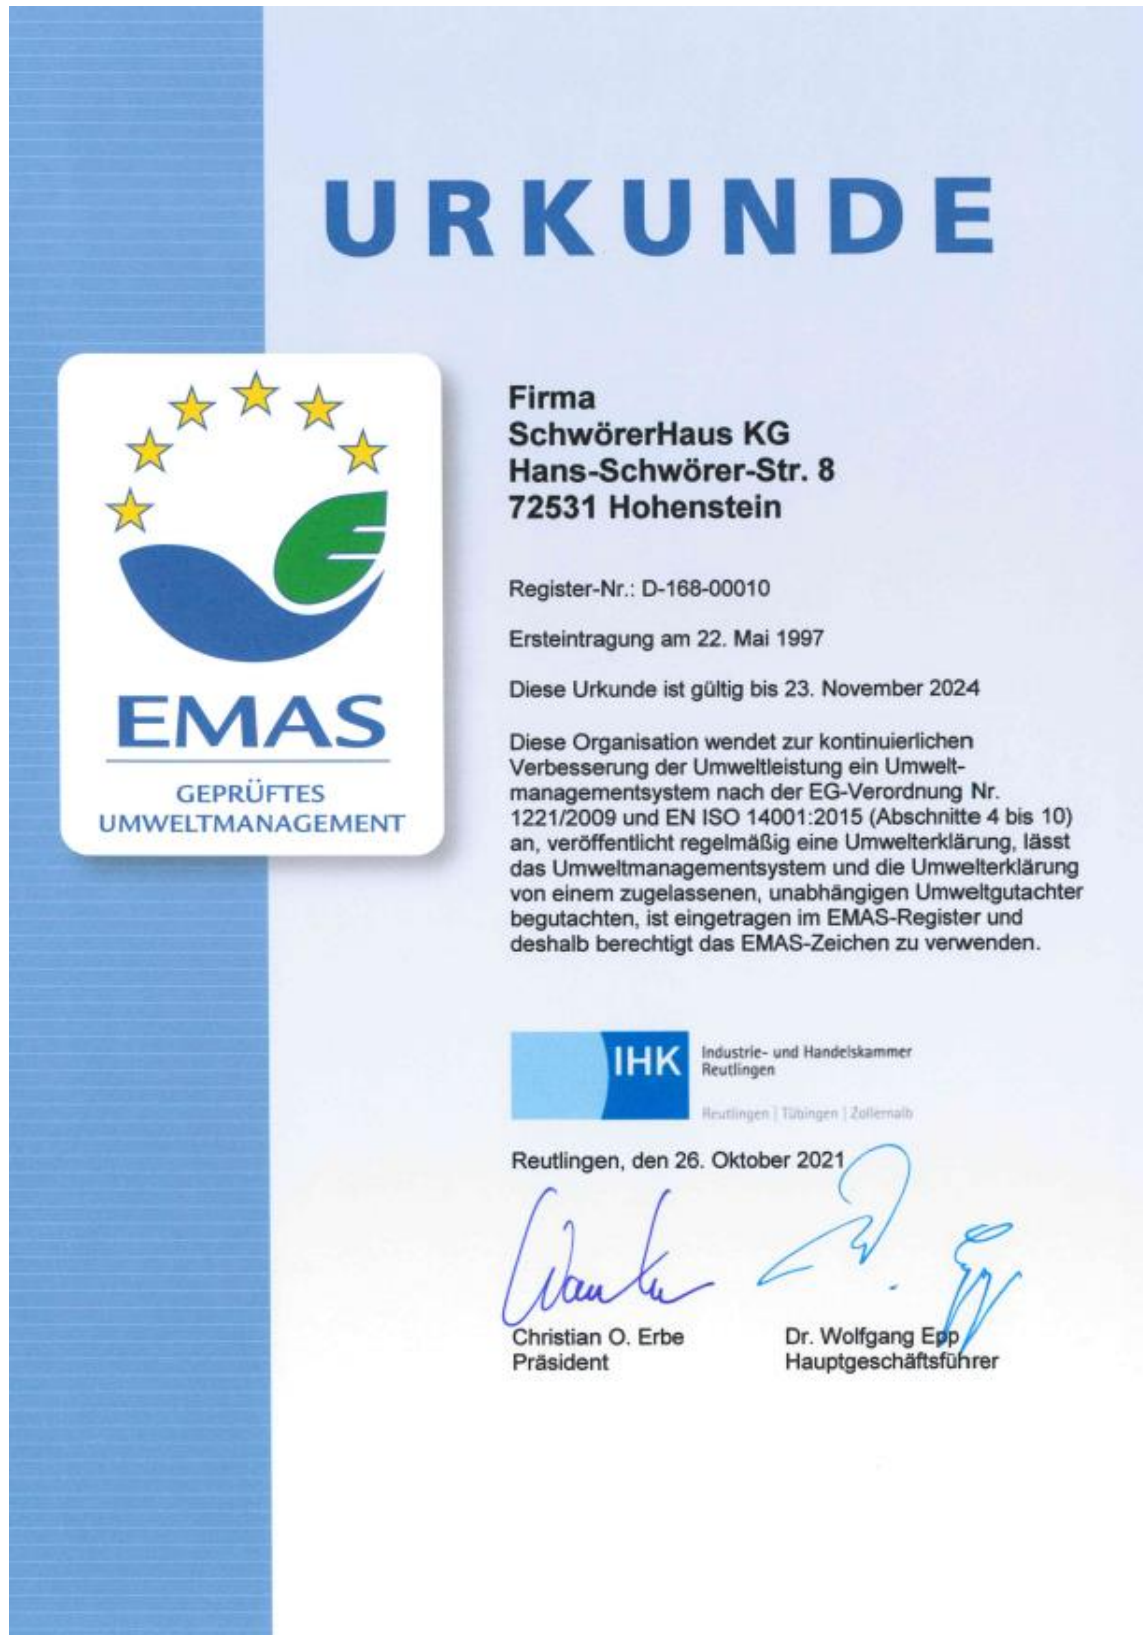 URKUNDE
EMAS
GEPRÜFTES
UMWELTMANAGEMENT
Firma
SchwörerHaus KG
Hans-Schwörer-Str. 8
72531 Hohenstein
Register-Nr.: D-168-00010
Ersteintragung am 22. Mai 1997
Diese Urkunde ist gültig bis 23. November 2024
Diese Organisation wendet zur kontinuierlichen
Verbesserung der Umweltleistung ein Umwelt-
managementsystem nach der EG-Verordnung Nr.
1221/2009 und EN ISO 14001:2015 (Abschnitte 4 bis 10)
an, veröffentlicht regelmäßig eine Umwelterklärung, lässt
das Umweltmanagementsystem und die Umwelterklärung
von einem zugelassenen, unabhängigen Umweltgutachter
begutachten, ist eingetragen im EMAS-Register und
deshalb berechtigt das EMAS-Zeichen zu verwenden.
IHK
Industrie- und Handelskammer
Reutlingen
Reutlingen | Tübingen | Zollernalb
Reutlingen, den 26. Oktober 2021
Christian O. Erbe
Präsident
Dr. Wolfgang Epp
Hauptgeschäftsführer